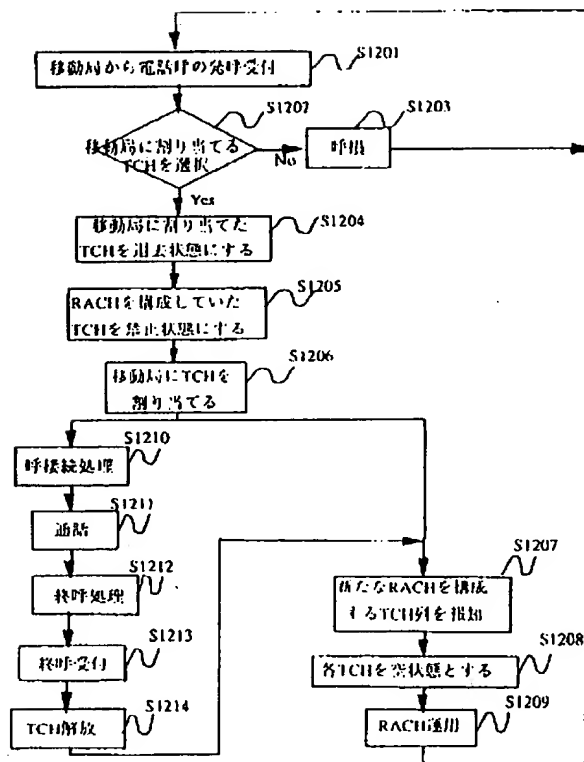 移動局から電話呼の発呼受付
S1201
S1202
移動局に割り当てる
TCHを選択
No
S1203
呼損
Yes
移動局に割り当てた
TCHを退去状態にする
S1204
RACHを構成していた
TCHを禁止状態にする
S1205
移動局にTCHを
割り当てる
S1206
呼接続処理
S1210
通話
S1211
終呼処理
S1212
終呼受付
S1213
TCH解放
S1214
S1207
新たなRACHを構成
するTCH列を報知
各TCHを空状態とする
S1208
RACH運用
S1209